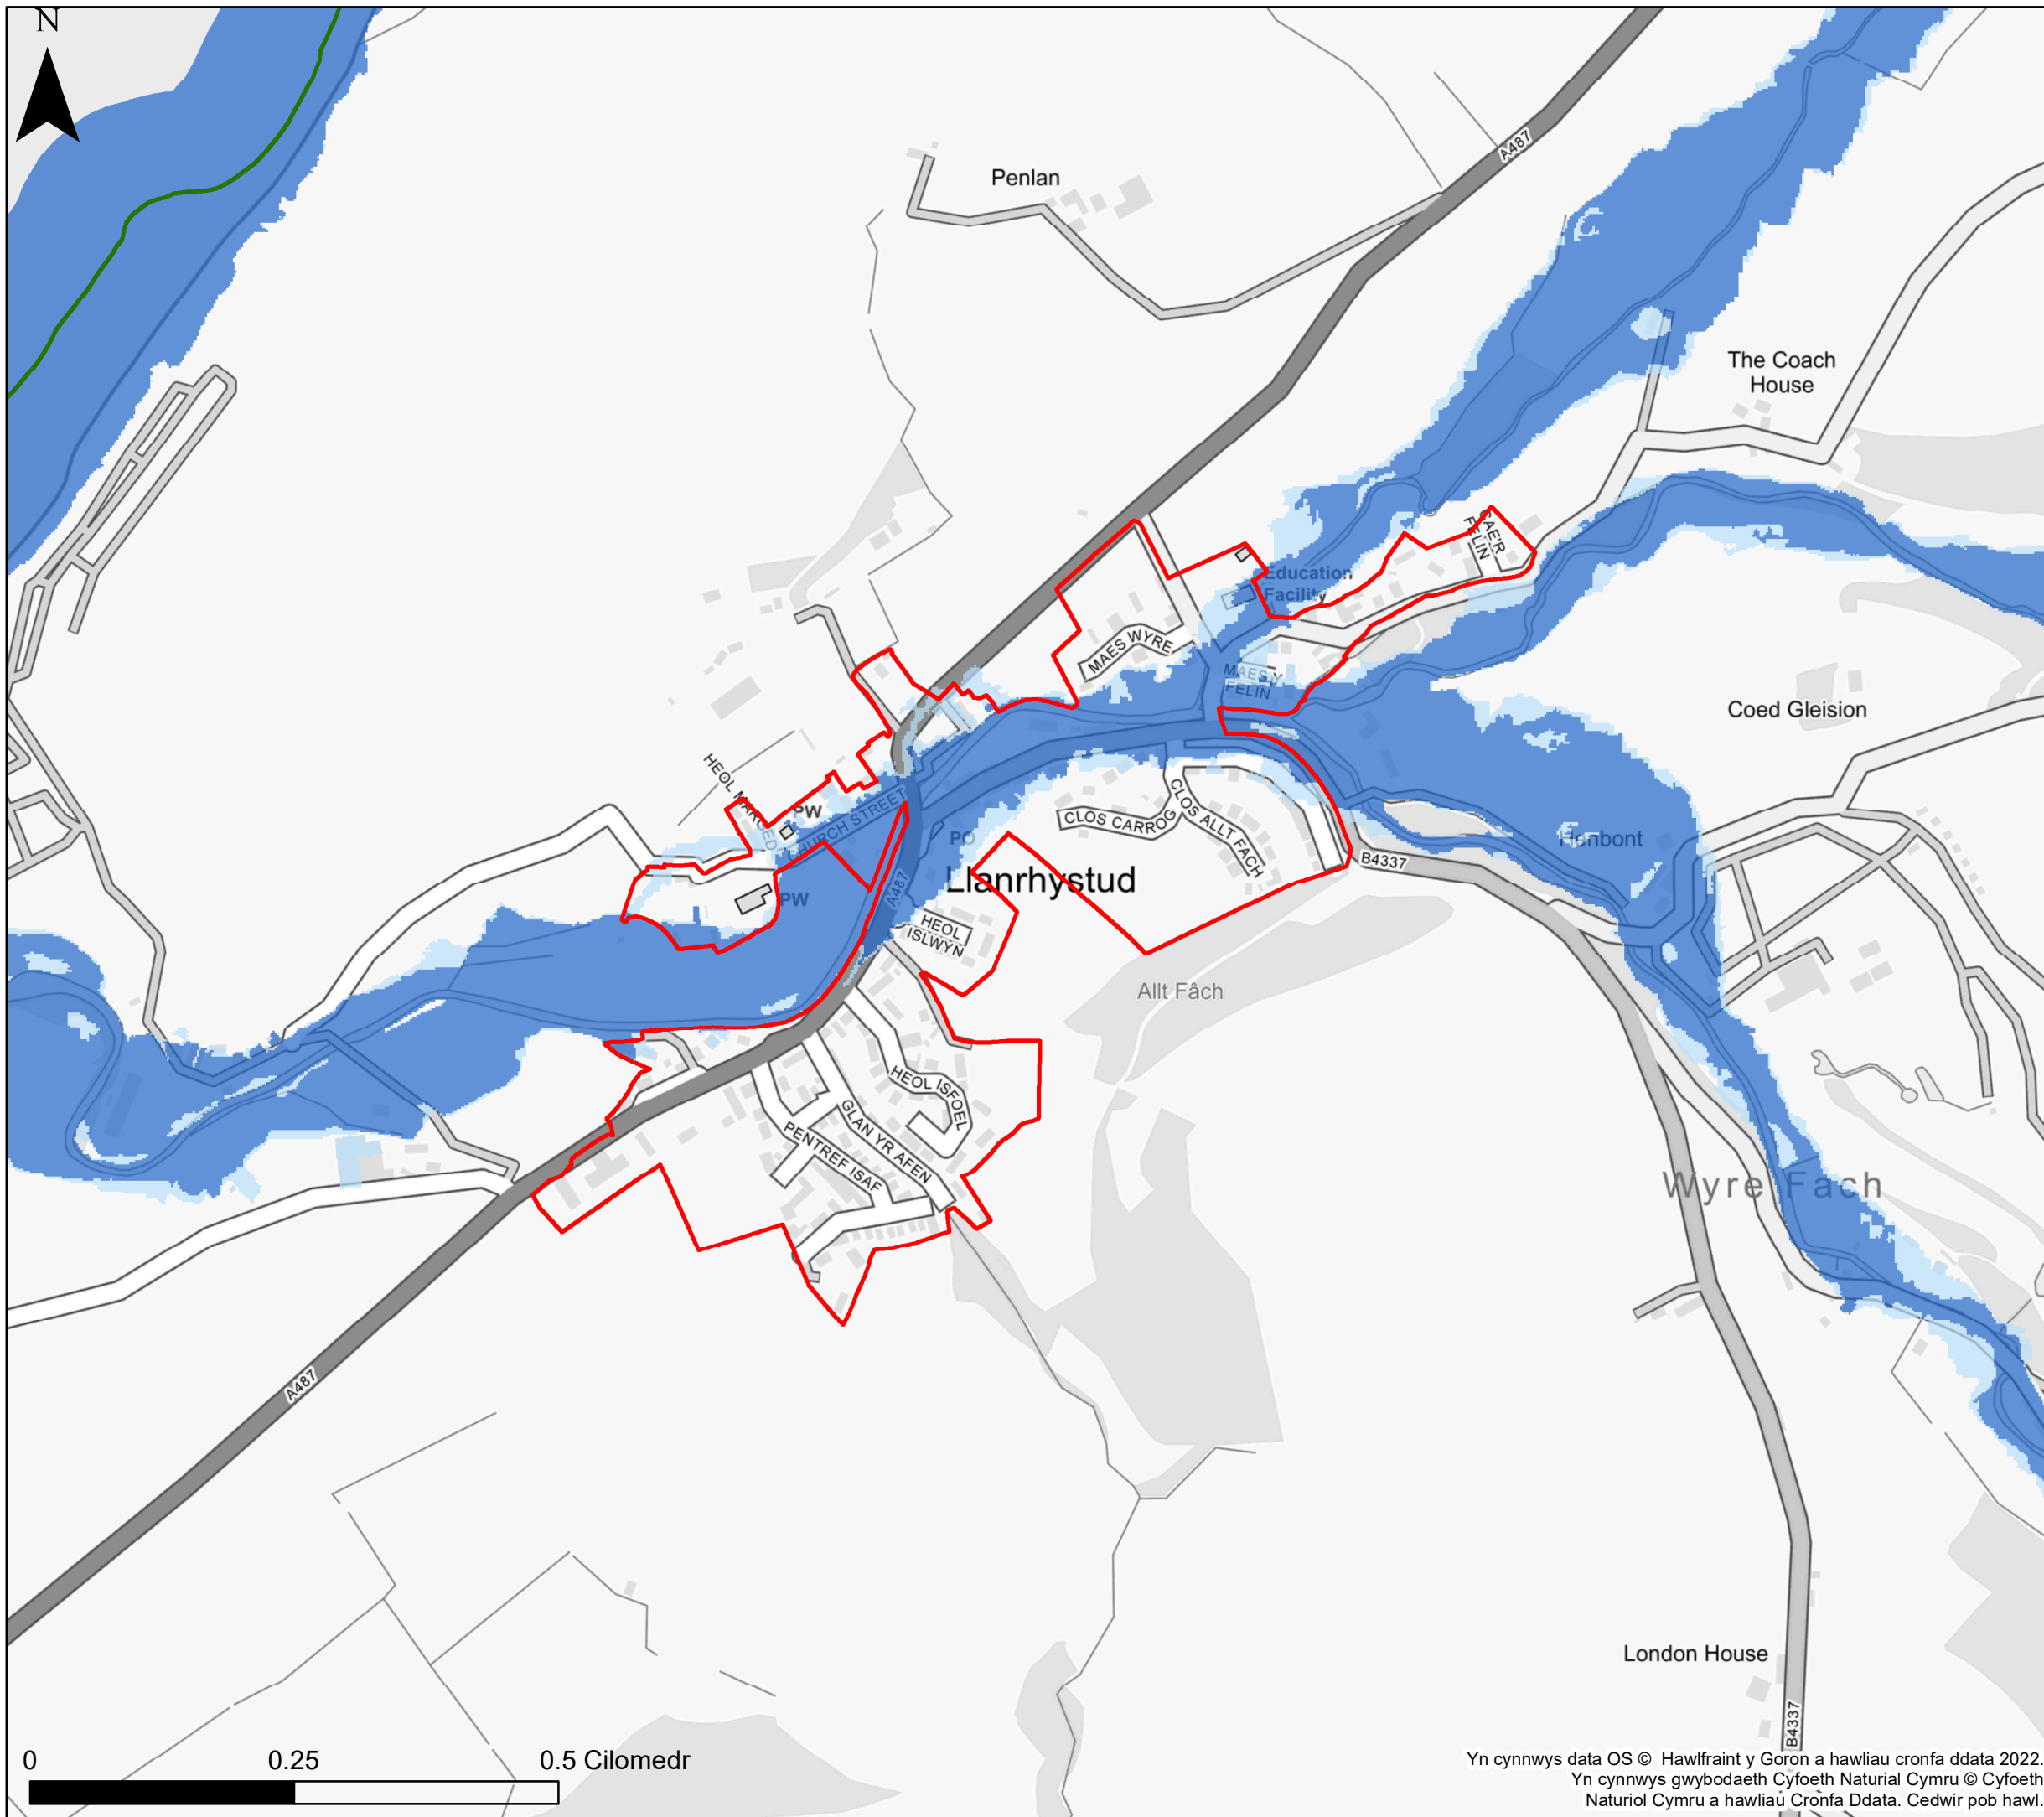 N
Penlan
A487
The Coach
House
CAE'R
FELIN
Education
Facility
MAES WYRE
MAES Y
FELIN
Coed Gleision
HEOL MARGED
PW
CHURCH STREET
PO
CLOS CARROG
CLOS ALLT FACH
Henbont
B4337
Llanrhystud
A487
PW
HEOL
ISLWYN
Allt Fâch
HEOL ISFOEL
GLAN YR AFEN
PENTREF ISAF
Wyre Fach
A487
London House
B4337
0 0.25 0.5 Cilomedr
Yn cynnwys data OS © Hawlfraint y Goron a hawliau cronfa ddata 2022.
Yn cynnwys gwybodaeth Cyfoeth Naturial Cymru © Cyfoeth
Naturiol Cymru a hawliau Cronfa Ddata. Cedwir pob hawl.